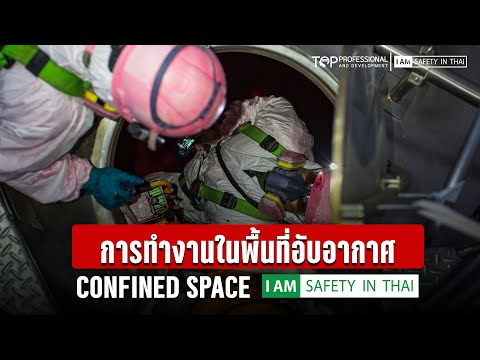 TOP PROFESSIONAL
AND DEVELOPMENT
I AM SAFETY IN THAI
การทำงานในพื้นที่อับอากาศ
CONFINED SPACE I AM SAFETY IN THAI